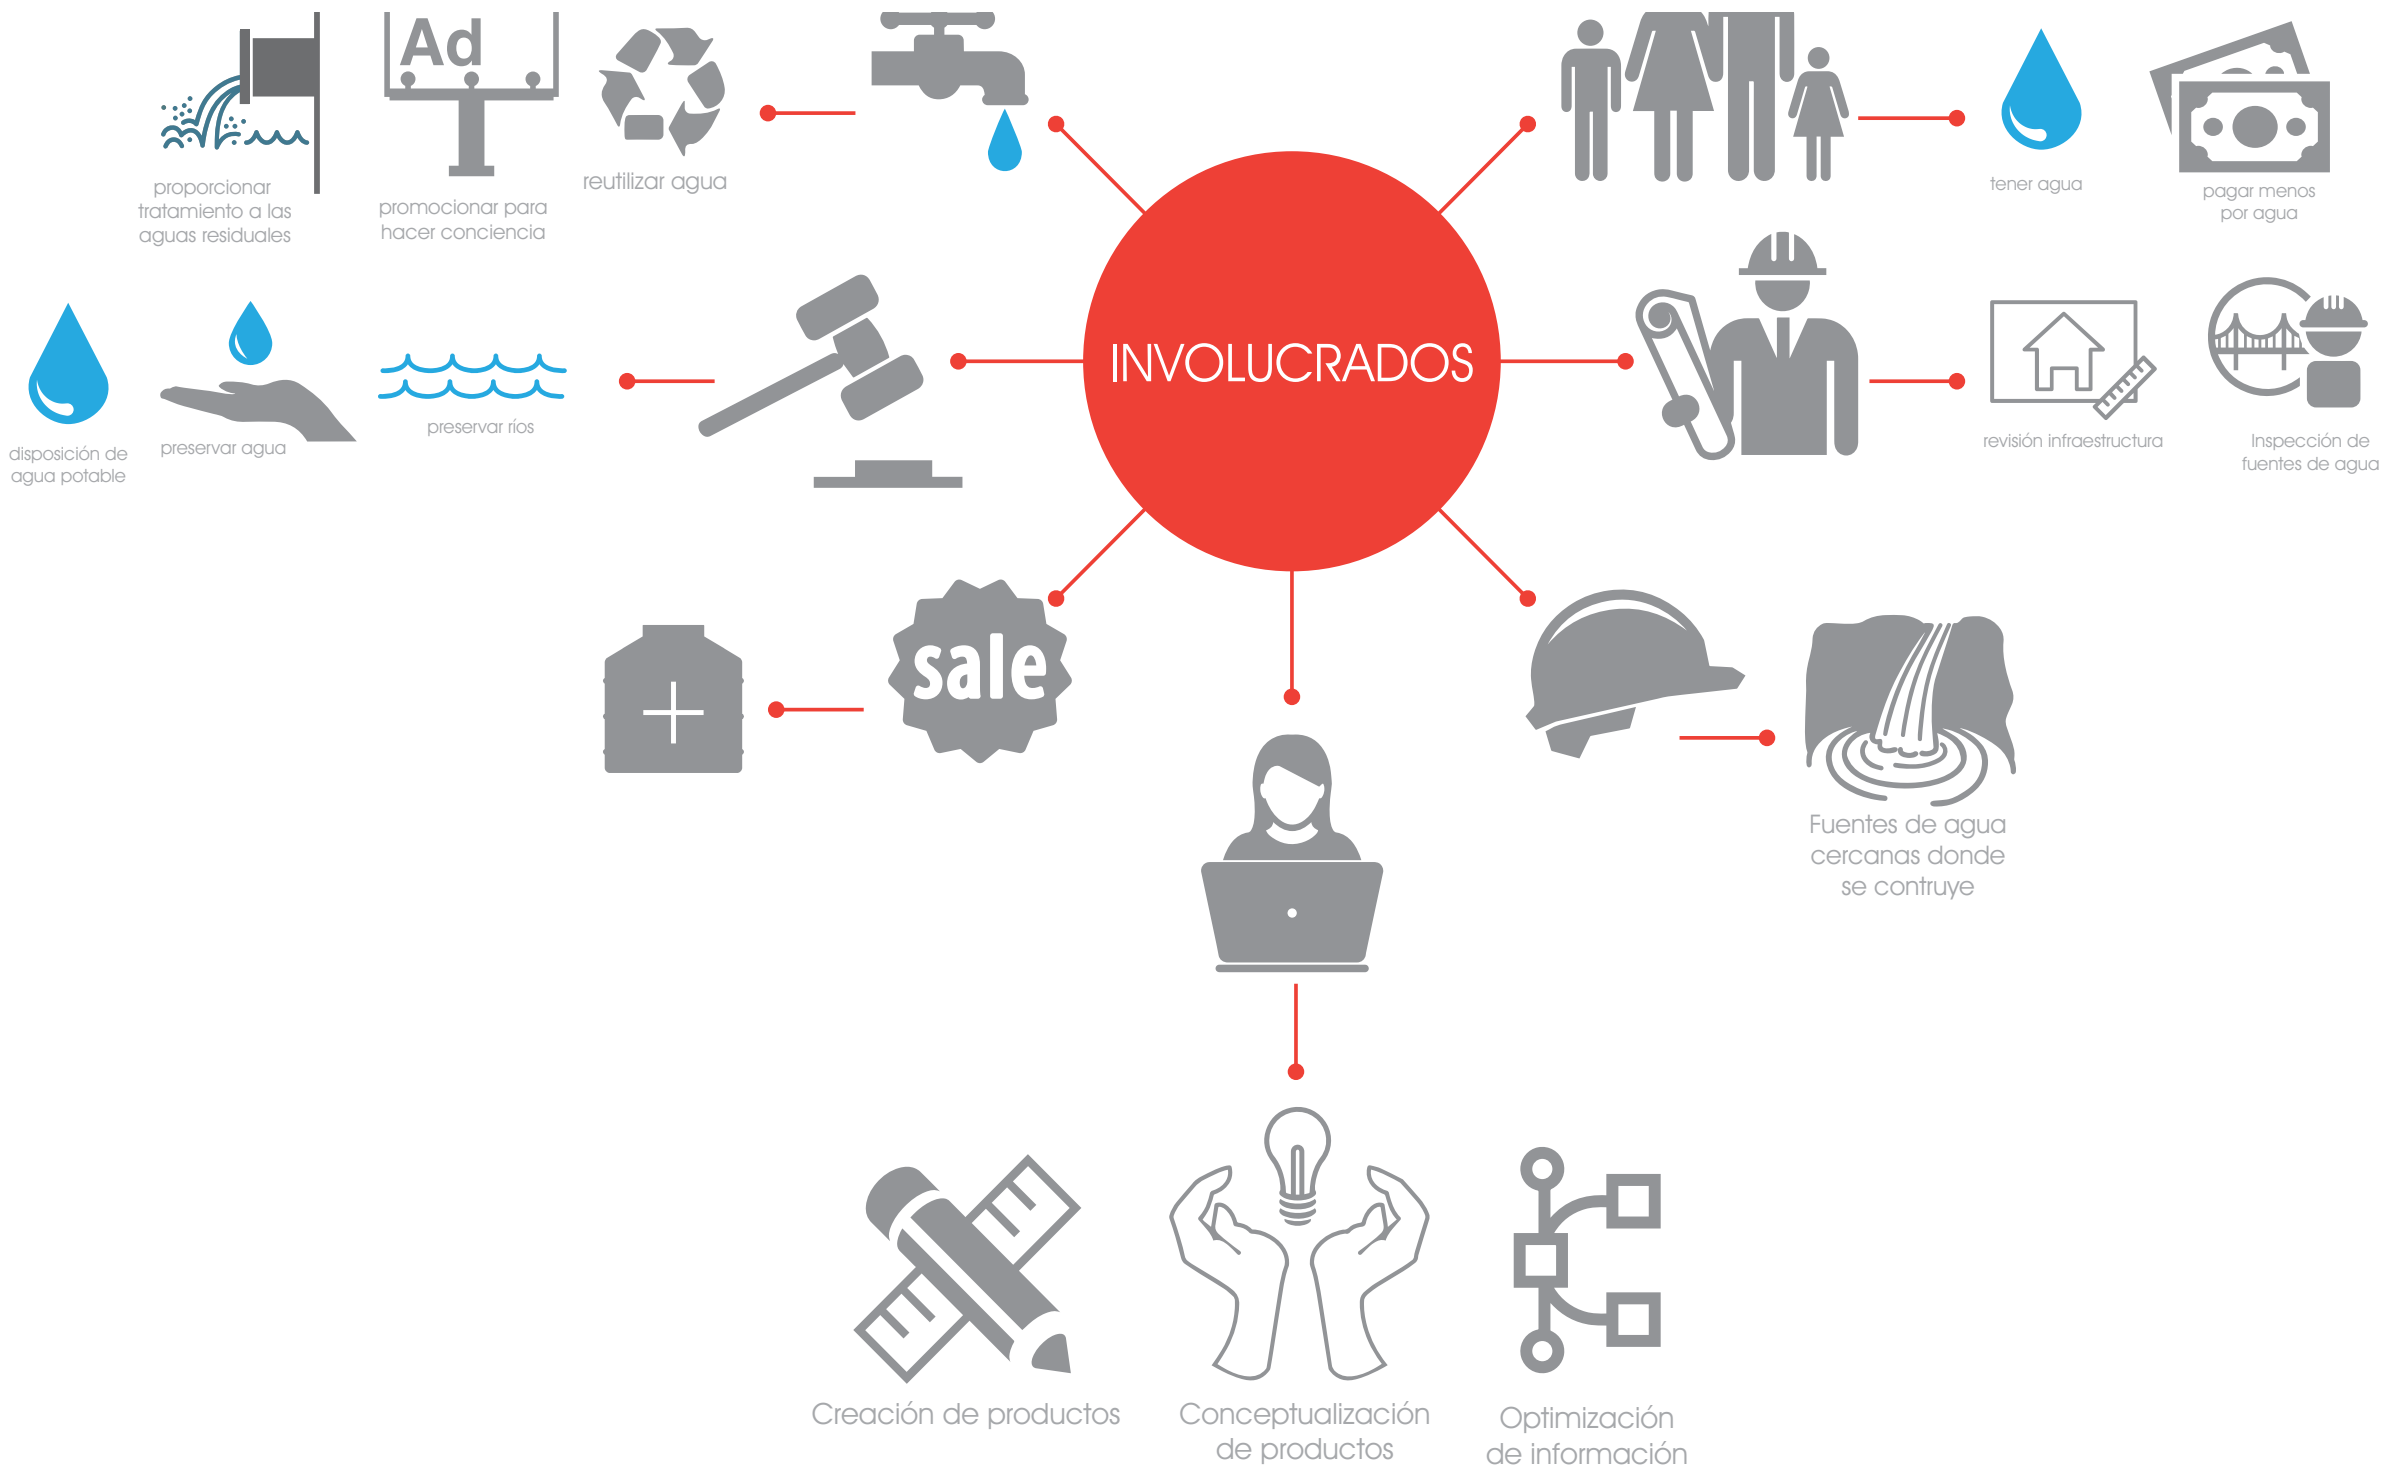 Ad
proporcionar
tratamiento a las
aguas residuales
promocionar para
hacer conciencia
reutilizar agua
tener agua
pagar menos
por agua
INVOLUCRADOS
disposición de
agua potable
preservar agua
preservar ríos
revisión infraestructura
Inspección de
fuentes de agua
sale
Fuentes de agua
cercanas donde
se contruye
Creación de productos
Conceptualización
de productos
Optimización
de información